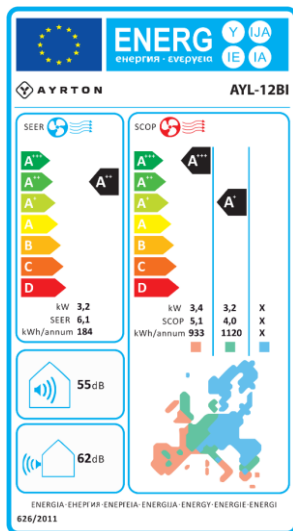 ENERG Y IJA
енергия · ενεργεια IE IA
AYRTON AYL-12BI
SEER SCOP
A+++ A+++ A+++
A++ A++ A++
A+ A+ A+
A A
B B
C C
D D
kW 3,2 kW 3,4 3,2 X
SEER 6,1 SCOP 5,1 4,0 X
kWh/annum 184 kWh/annum 933 1120 X
55dB
62dB
ENERGIA·ЕНЕРГИЯ·ΕΝΕΡΓΕΙΑ·ENERGIJA·ENERGY·ENERGIE·ENERGI
626/2011